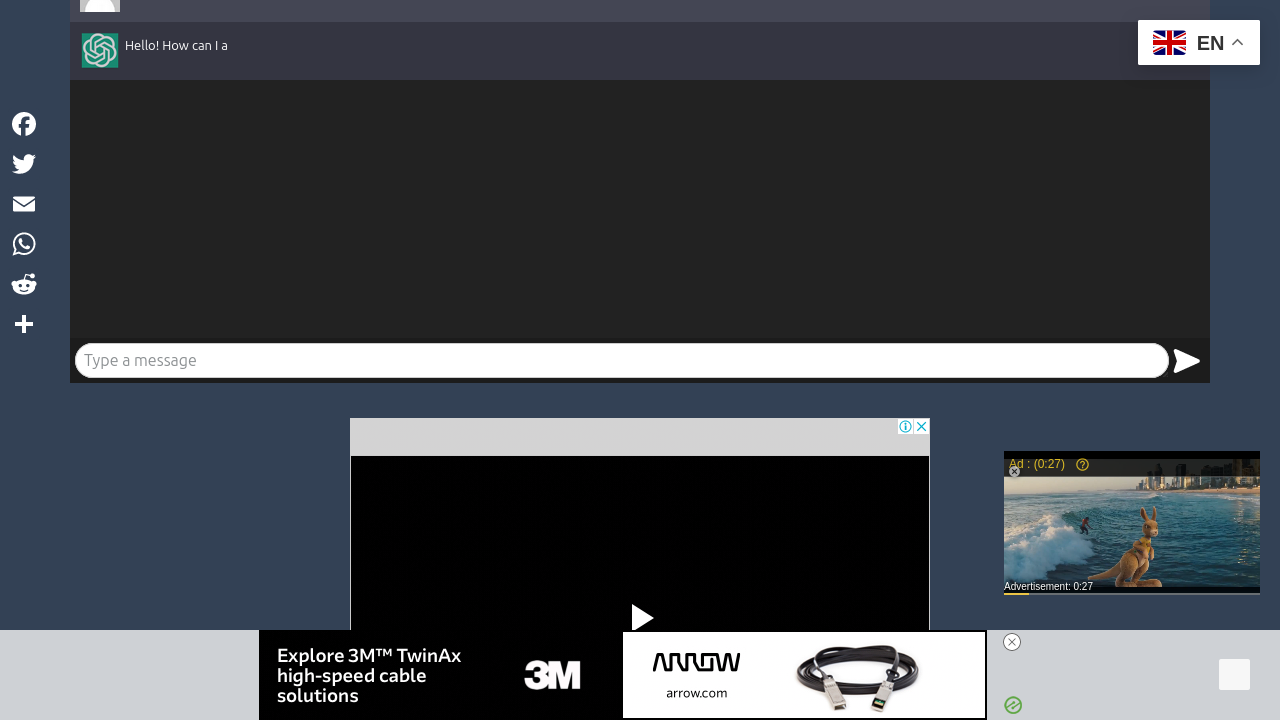 Hello! How can I a
EN
Type a message
Ad : (0:27)
Advertisement: 0:27
Explore 3M™ TwinAx
high-speed cable
solutions
3M
ARROW
arrow.com